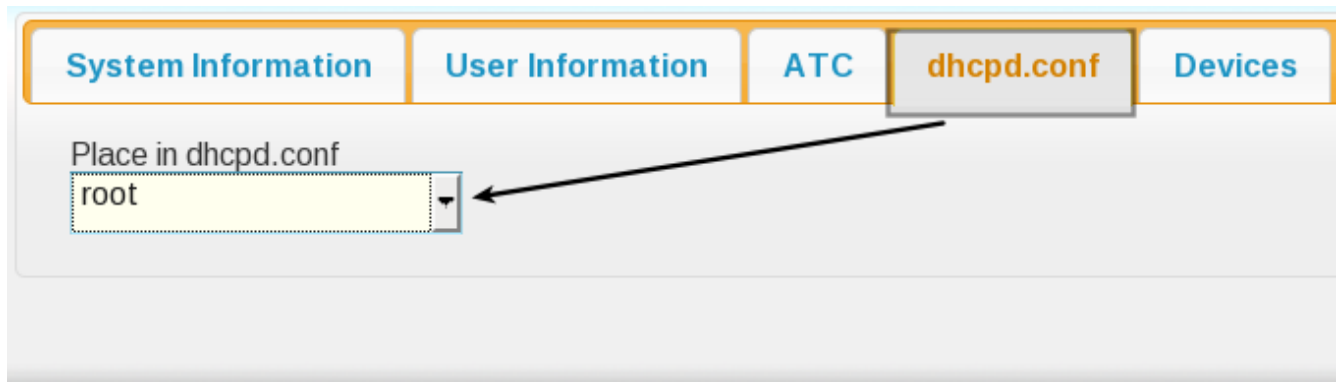 System Information User Information ATC dhcpd.conf Devices
Place in dhcpd.conf
root